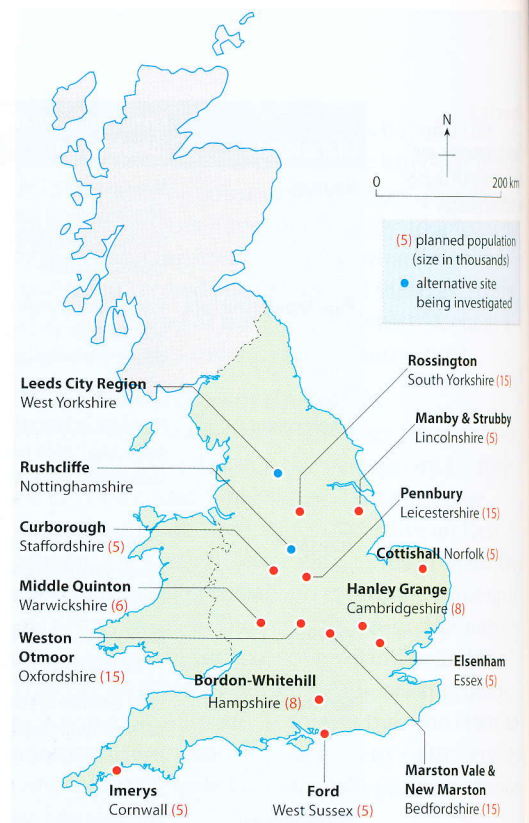 N
0 200 km
(5) planned population
(size in thousands)
alternative site
being investigated
Rossington
South Yorkshire (15)
Leeds City Region
West Yorkshire
Manby & Strubby
Lincolnshire (5)
Rushcliffe
Nottinghamshire
Pennbury
Leicestershire (15)
Curborough
Staffordshire (5)
Cottishall Norfolk (5)
Middle Quinton
Warwickshire (6)
Hanley Grange
Cambridgeshire (8)
Weston
Otmoor
Oxfordshire (15)
Elsenham
Essex (5)
Bordon-Whitehill
Hampshire (8)
Marston Vale &
New Marston
Bedfordshire (15)
Imerys
Cornwall (5)
Ford
West Sussex (5)